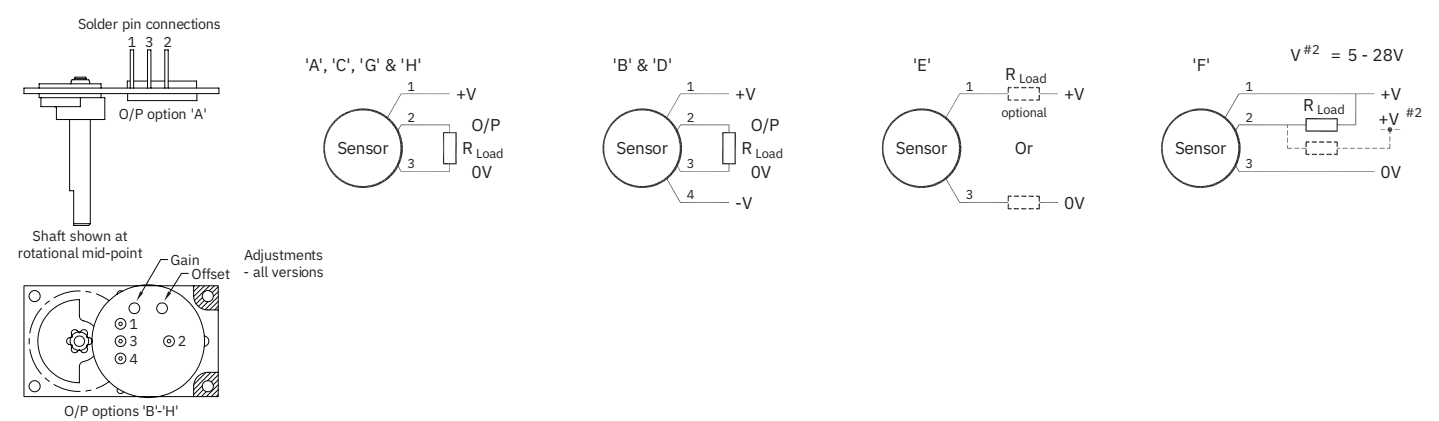 Solder pin connections
1 3 2
O/P option 'A'
Shaft shown at
rotational mid-point
Gain
Offset
Adjustments
- all versions
1
3
2
4
O/P options 'B'-'H'
'A', 'C', 'G' & 'H'
1
+V
2
O/P
Sensor
R Load
3
0V
'B' & 'D'
1
+V
2
O/P
Sensor
R Load
3
0V
4
-V
'E'
R Load
1
+V
optional
Sensor
Or
3
0V
'F'
V #2 = 5 - 28V
1
+V
R Load
2
+V #2
Sensor
3
0V